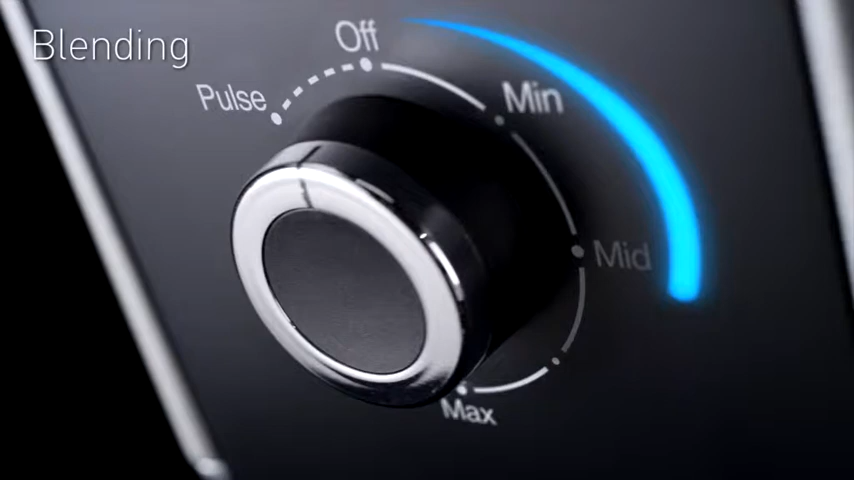 Blending
Off
Pulse
Min
Mid
Max